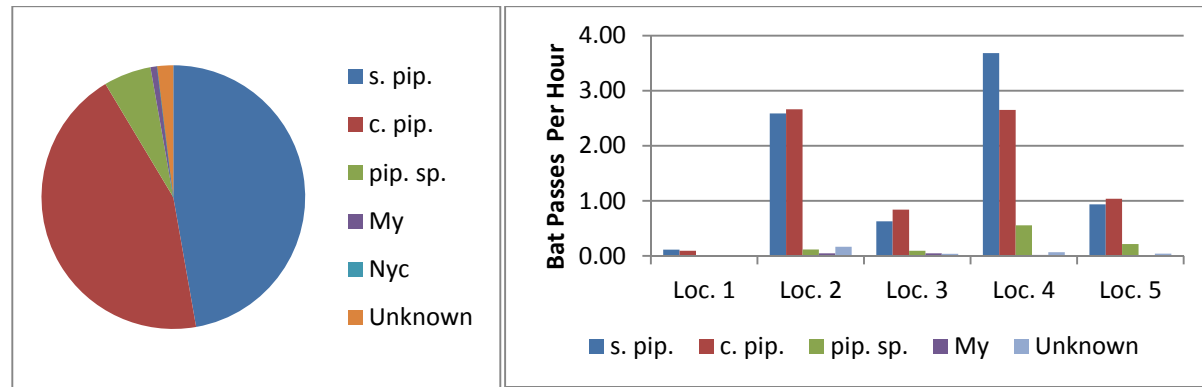 s. pip.
c. pip.
pip. sp.
My
Nyc
Unknown
Bat Passes Per Hour
4.00
3.00
2.00
1.00
0.00
Loc. 1 Loc. 2 Loc. 3 Loc. 4 Loc. 5
s. pip. c. pip. pip. sp. My Unknown